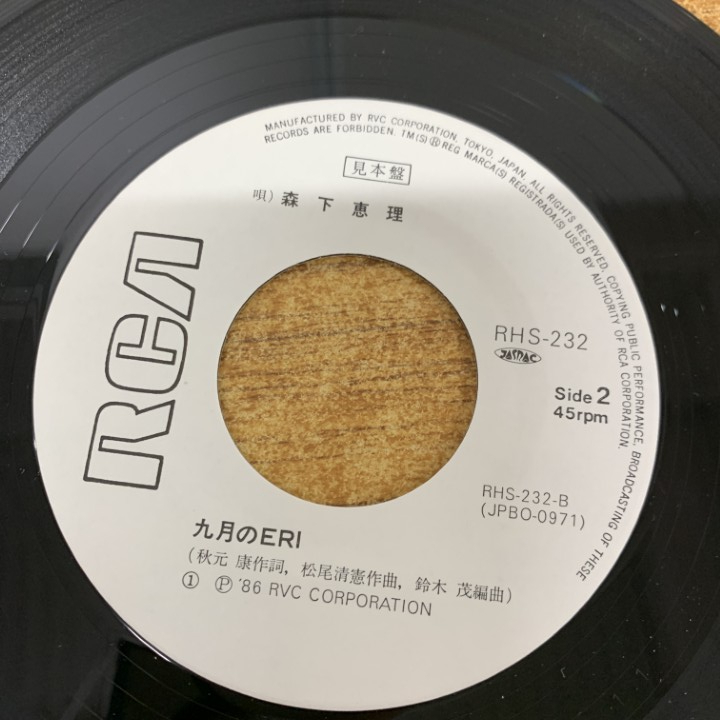 MANUFACTURED BY RVC CORPORATION, TOKYO, JAPAN. ALL RIGHTS RESERVED. COPYING PUBLIC PERFORMANCE, BROADCASTING OF THESE
RECORDS ARE FORBIDDEN. TM(S)Ⓡ REG MARCA(S) REGISTRADA(S) USED BY AUTHORITY OF RCA CORPORATION.
見本盤
唄) 森下恵理
RCA
RHS-232
JASRAC
Side 2
45rpm
RHS-232-B
(JPBO-0971)
九月のERI
(秋元 康作詞, 松尾清憲作曲, 鈴木 茂編曲)
① Ⓟ '86 RVC CORPORATION